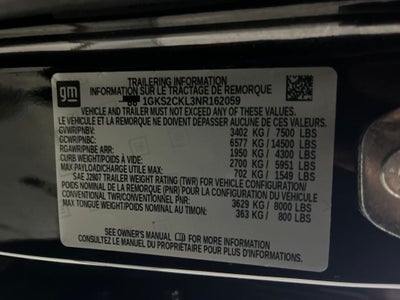 gm
TRAILERING INFORMATION
INFORMATION SUR LE TRACTAGE DE REMORQUE
1GKS2CKL3NR162059
VEHICLE AND TRAILER MUST NOT EXCEED ANY OF THESE VALUES.
LE VÉHICULE ET LA REMORQUE NE DOIVENT DÉPASSER AUCUNE DE CES VALEURS.
GVWR/PNBV: 3402 KG / 7500 LBS
GCWR/PNBC: 6577 KG / 14500 LBS
RGAWR/PNBE ARR: 1950 KG / 4300 LBS
CURB WEIGHT/POIDS À VIDE: 2700 KG / 5951 LBS
MAX PAYLOAD/CHARGE UTILE MAX: 702 KG / 1549 LBS
SAE J2807 TRAILER WEIGHT RATING (TWR) FOR VEHICLE CONFIGURATION/
POIDS NOMINAL DE LA REMORQUE (PNR) POUR LA CONFIGURATION DU VÉHICULE
CONVENTIONAL TWR/PNR CONVENTIONNEL: 3629 KG / 8000 LBS
MAX TONGUE WEIGHT/POIDS MAXIMAL AU TIMON: 363 KG / 800 LBS
SEE OWNER'S MANUAL FOR MORE INFORMATION
CONSULTEZ LE MANUEL DU PROPRIÉTAIRE POUR PLUS D'INFORMATIONS